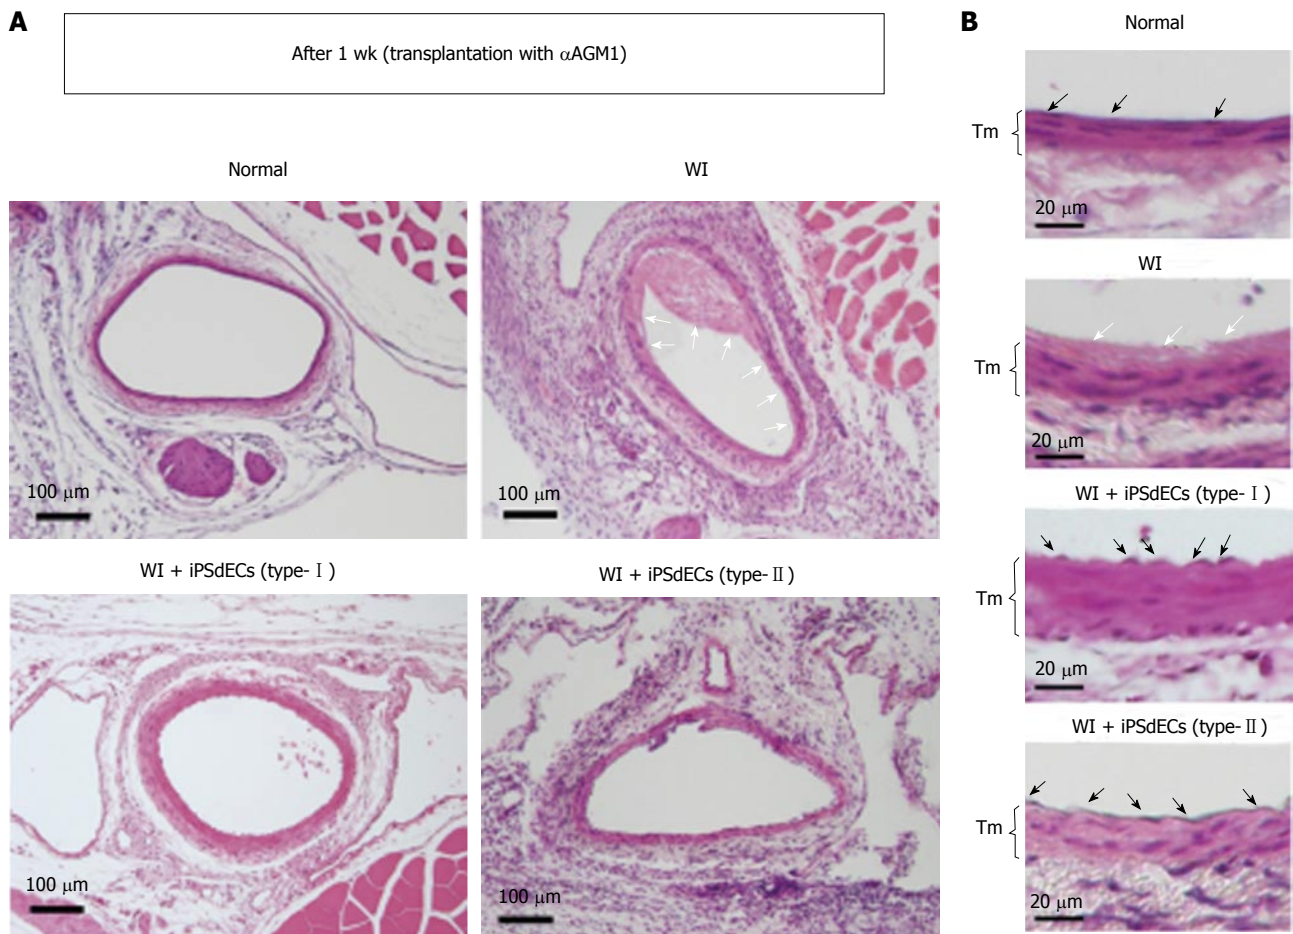 A
After 1 wk (transplantation with αAGM1)
Normal
WI
100 μm
100 μm
WI + iPSdECs (type-Ⅰ)
WI + iPSdECs (type-Ⅱ)
100 μm
100 μm
B
Normal
Tm
20 μm
WI
Tm
20 μm
WI + iPSdECs (type-Ⅰ)
Tm
20 μm
WI + iPSdECs (type-Ⅱ)
Tm
20 μm